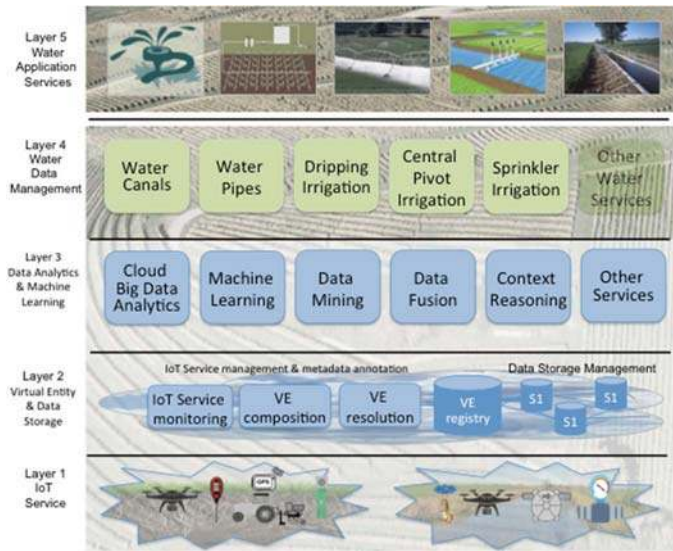 Layer 5
Water
Application
Services
Layer 4
Water
Data
Management
Water
Canals
Water
Pipes
Dripping
Irrigation
Central
Pivot
Irrigation
Sprinkler
Irrigation
Other
Water
Services
Layer 3
Data Analytics
& Machine
Learning
Cloud
Big Data
Analytics
Machine
Learning
Data
Mining
Data
Fusion
Context
Reasoning
Other
Services
Layer 2
Virtual Entity
& Data
Storage
IoT Service management & metadata annotation
Data Storage Management
IoT Service
monitoring
VE
composition
VE
resolution
VE
registry
S1
S1
S1
Layer 1
IoT
Service
GPS